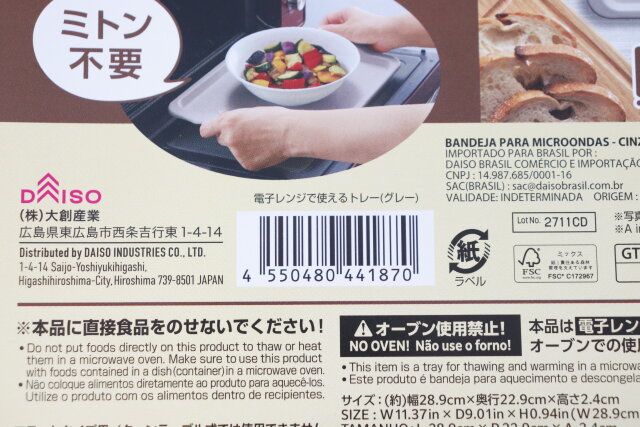 ミトン
不要
BANDEJA PARA MICROONDAS - CINZ
IMPORTADO PARA BRASIL POR :
DAISO BRASIL COMÉRCIO E IMPORTAÇÃO
CNPJ : 14.987.685/0001-16
SAC(BRASIL) : sac@daisobrasil.com.br
VALIDADE: INDETERMINADA ORIGEM :
DAISO
(株)大創産業
広島県東広島市西条吉行東 1-4-14
Distributed by DAISO INDUSTRIES CO., LTD.
1-4-14 Saijo-Yoshiyukihigashi,
Higashihiroshima-City, Hiroshima 739-8501 JAPAN
電子レンジで使えるトレー(グレー)
4 550480 441870
Lot No. 2711CD
※写真
※A in
紙
ラベル
FSC
ミックス
FSC® C172967
GT
※本品に直接食品をのせないでください!
• Do not put foods directly on this product to thaw or heat
them in a microwave oven. Make sure to use this product
with foods contained in a dish(container) in a microwave oven.
• Não coloque alimentos diretamente ao produto para aquecê-los.
Utilize o produto com os alimentos dentro de recipientes.
オーブン使用禁止!
NO OVEN! Não use o forno!
本品は電子レン
オーブンでの使用
• This item is a tray for thawing and warming in a microwave
• Este produto é bandeja para aquecimento e descongela
サイズ:(約)幅28.9cm×奥行22.9cm×高さ2.4cm
SIZE : W11.37in × D9.01in × H0.94in (W28.9cm